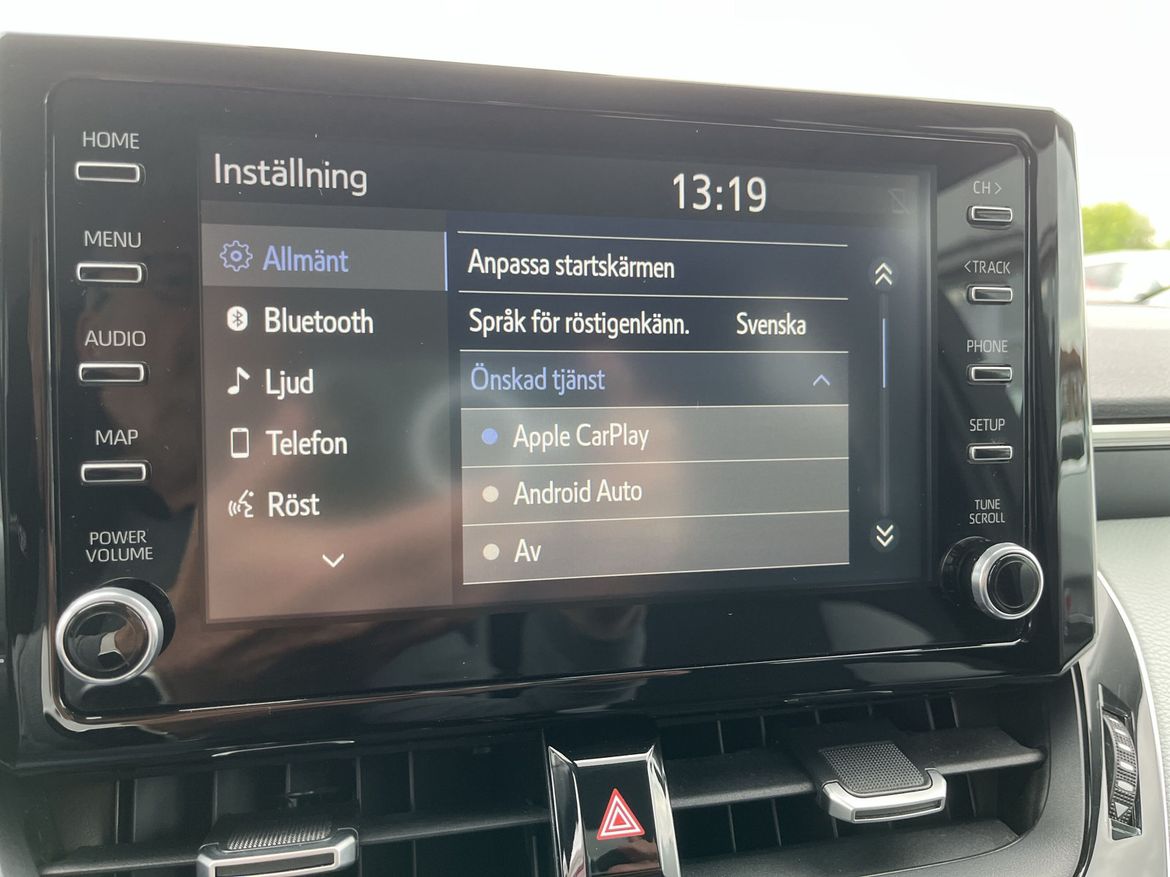 HOME
MENU
AUDIO
MAP
POWER
VOLUME
Inställning
13:19
Allmänt
Bluetooth
Ljud
Telefon
Röst
Anpassa startskärmen
Språk för röstigenkänn. Svenska
Önskad tjänst
Apple CarPlay
Android Auto
Av
CH >
< TRACK
PHONE
SETUP
TUNE
SCROLL